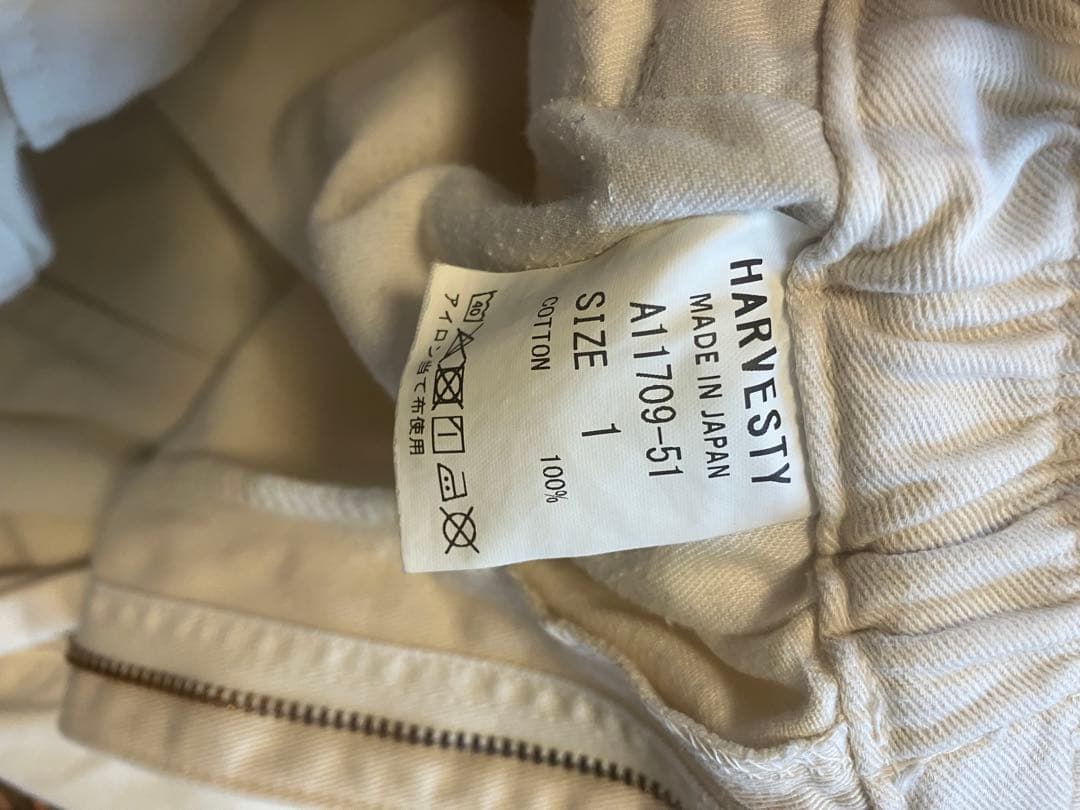 HARVESTY
MADE IN JAPAN
A11709-51
SIZE 1
COTTON 100%
40
アイロン当て布使用